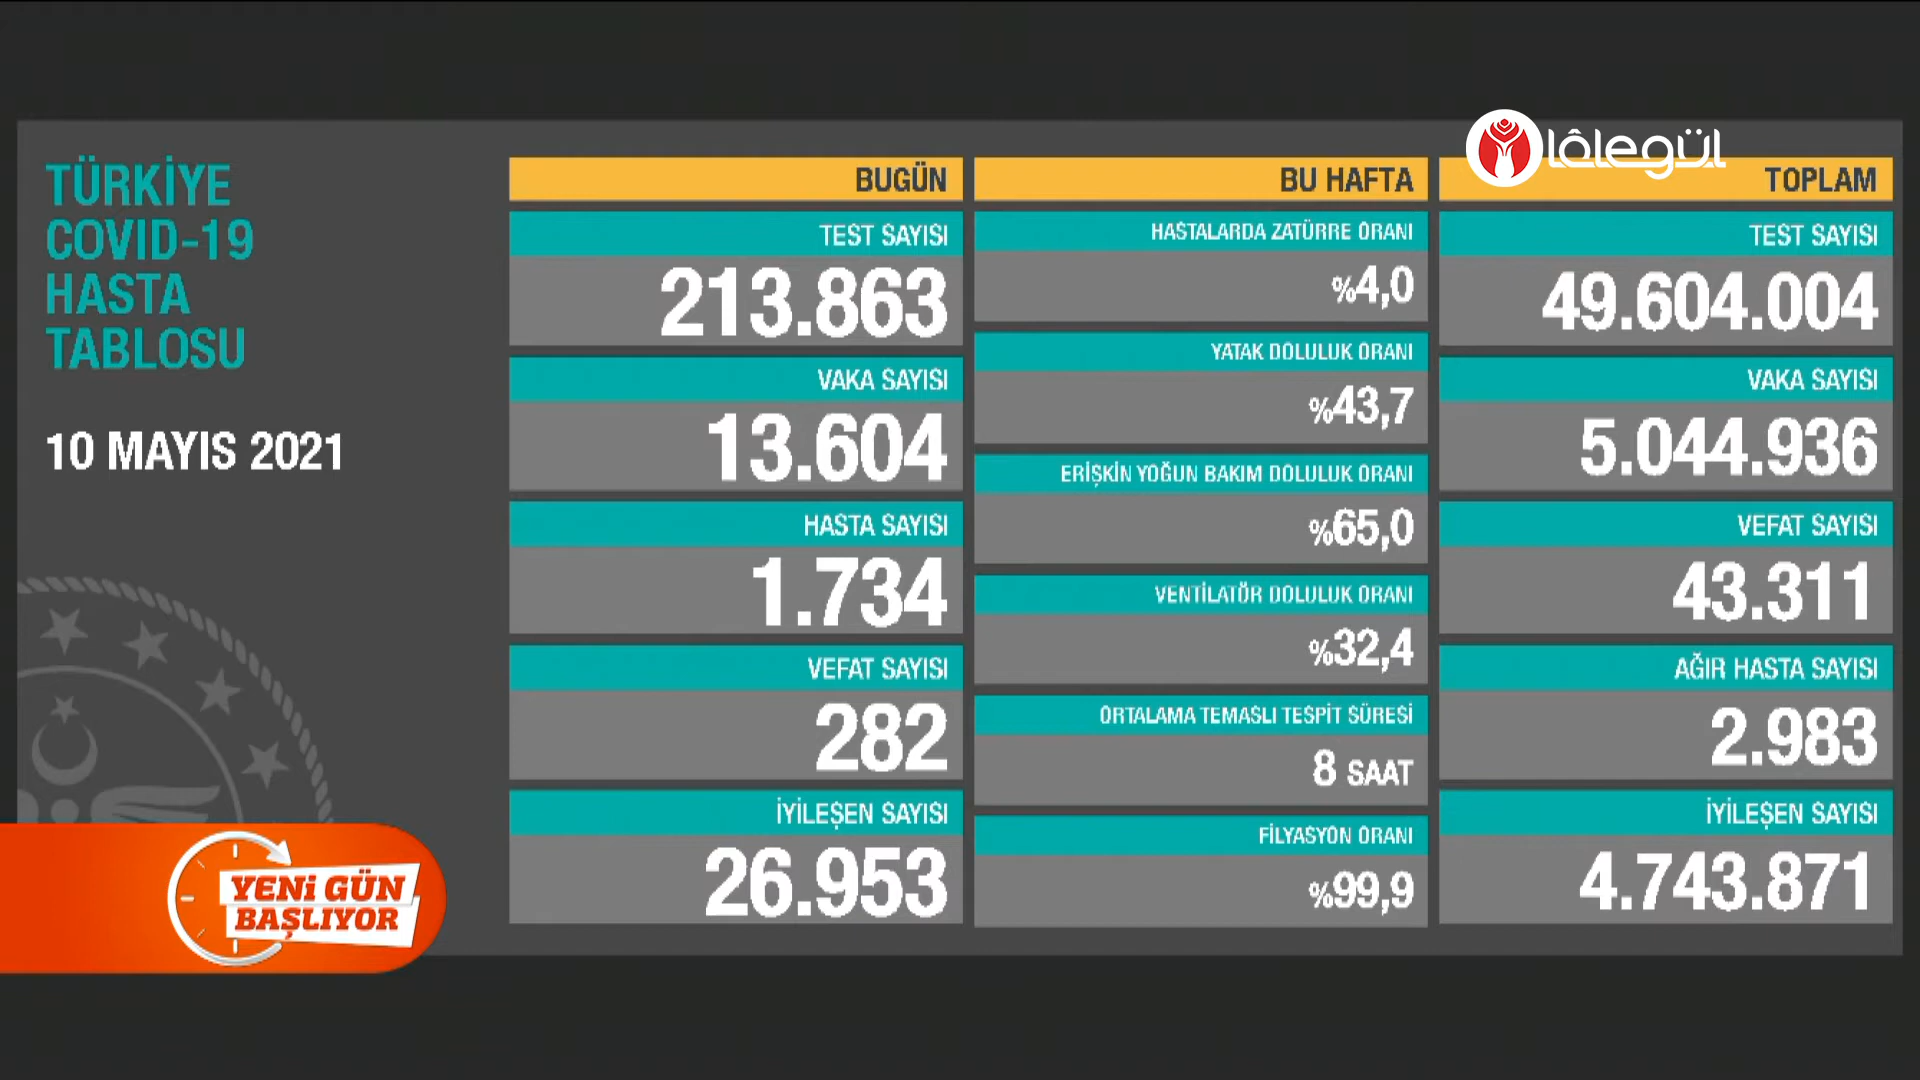 lâlegül
TÜRKİYE
COVID-19
HASTA
TABLOSU
10 MAYIS 2021
BUGÜN
TEST SAYISI
213.863
VAKA SAYISI
13.604
HASTA SAYISI
1.734
VEFAT SAYISI
282
İYİLEŞEN SAYISI
26.953
BU HAFTA
HASTALARDA ZATÜRRE ORANI
%4,0
YATAK DOLULUK ORANI
%43,7
ERİŞKİN YOĞUN BAKIM DOLULUK ORANI
%65,0
VENTİLATÖR DOLULUK ORANI
%32,4
ORTALAMA TEMASLI TESPİT SÜRESİ
8 SAAT
FİLYASYON ORANI
%99,9
TOPLAM
TEST SAYISI
49.604.004
VAKA SAYISI
5.044.936
VEFAT SAYISI
43.311
AĞIR HASTA SAYISI
2.983
İYİLEŞEN SAYISI
4.743.871
YENİ GÜN
BAŞLIYOR